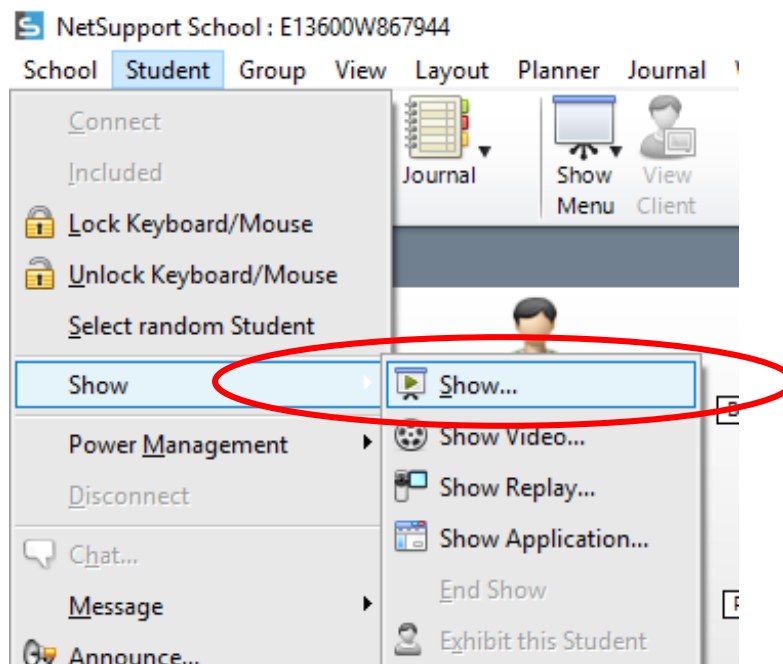 NetSupport School : E13600W867944
School Student Group View Layout Planner Journal
Connect
Included
Lock Keyboard/Mouse
Unlock Keyboard/Mouse
Select random Student
Show
Power Management
Disconnect
Chat...
Message
Announce...
Journal
Show Menu
View Client
Show...
Show Video...
Show Replay...
Show Application...
End Show
Exhibit this Student